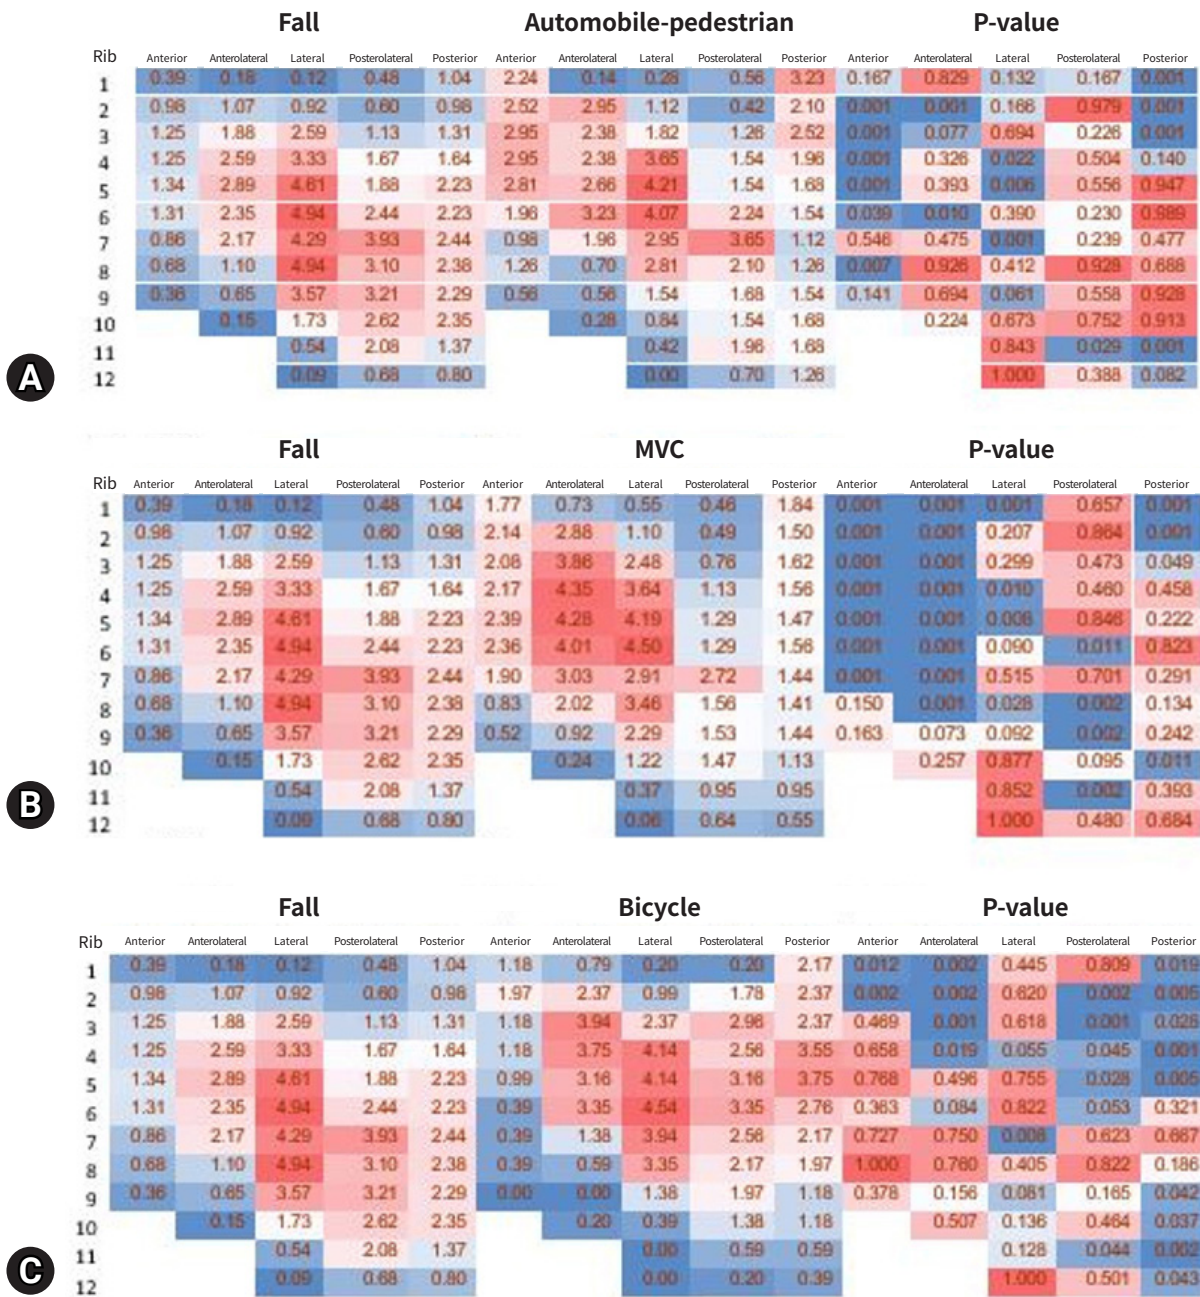 Fall Automobile-pedestrian P-value
Rib Anterior Anterolateral Lateral Posterolateral Posterior Anterior Anterolateral Lateral Posterolateral Posterior Anterior Anterolateral Lateral Posterolateral Posterior
1 0.39 0.18 0.12 0.48 1.04 2.24 0.14 0.28 0.56 3.23 0.167 0.829 0.132 0.167 0.001
2 0.98 1.07 0.92 0.60 0.98 2.52 2.95 1.12 0.42 2.10 0.001 0.001 0.166 0.979 0.001
3 1.25 1.88 2.59 1.13 1.31 2.95 2.38 1.82 1.26 2.52 0.001 0.077 0.694 0.226 0.001
4 1.25 2.59 3.33 1.67 1.64 2.95 2.38 3.65 1.54 1.96 0.001 0.326 0.022 0.504 0.140
5 1.34 2.89 4.61 1.88 2.23 2.81 2.66 4.21 1.54 1.68 0.001 0.393 0.006 0.556 0.947
6 1.31 2.35 4.94 2.44 2.23 1.96 3.23 4.07 2.24 1.54 0.039 0.010 0.390 0.230 0.989
7 0.86 2.17 4.29 3.93 2.44 0.98 1.96 2.95 3.65 1.12 0.546 0.475 0.001 0.239 0.477
8 0.68 1.10 4.94 3.10 2.38 1.26 0.70 2.81 2.10 1.26 0.007 0.926 0.412 0.928 0.688
9 0.36 0.65 3.57 3.21 2.29 0.56 0.56 1.54 1.68 1.54 0.141 0.694 0.061 0.558 0.928
10 0.15 1.73 2.62 2.35 0.28 0.84 1.54 1.68 0.224 0.673 0.752 0.913
11 0.54 2.08 1.37 0.42 1.96 1.68 0.843 0.029 0.001
12 0.09 0.68 0.80 0.00 0.70 1.26 1.000 0.388 0.082
A
Fall MVC P-value
Rib Anterior Anterolateral Lateral Posterolateral Posterior Anterior Anterolateral Lateral Posterolateral Posterior Anterior Anterolateral Lateral Posterolateral Posterior
1 0.39 0.18 0.12 0.48 1.04 1.77 0.73 0.55 0.46 1.84 0.001 0.001 0.001 0.657 0.001
2 0.98 1.07 0.92 0.60 0.98 2.14 2.88 1.10 0.49 1.50 0.001 0.001 0.207 0.864 0.001
3 1.25 1.88 2.59 1.13 1.31 2.08 3.86 2.48 0.76 1.62 0.001 0.001 0.299 0.473 0.049
4 1.25 2.59 3.33 1.67 1.64 2.17 4.35 3.64 1.13 1.56 0.001 0.001 0.010 0.460 0.458
5 1.34 2.89 4.61 1.88 2.23 2.39 4.28 4.19 1.29 1.47 0.001 0.001 0.006 0.846 0.222
6 1.31 2.35 4.94 2.44 2.23 2.36 4.01 4.50 1.29 1.56 0.001 0.001 0.090 0.011 0.823
7 0.86 2.17 4.29 3.93 2.44 1.90 3.03 2.91 2.72 1.44 0.001 0.001 0.515 0.701 0.291
8 0.68 1.10 4.94 3.10 2.38 0.83 2.02 3.46 1.56 1.41 0.150 0.001 0.028 0.002 0.134
9 0.36 0.65 3.57 3.21 2.29 0.52 0.92 2.29 1.53 1.44 0.163 0.073 0.092 0.002 0.242
10 0.15 1.73 2.62 2.35 0.24 1.22 1.47 1.13 0.257 0.877 0.095 0.011
11 0.54 2.08 1.37 0.37 0.95 0.95 0.852 0.002 0.393
12 0.09 0.68 0.80 0.06 0.64 0.55 1.000 0.480 0.684
B
Fall Bicycle P-value
Rib Anterior Anterolateral Lateral Posterolateral Posterior Anterior Anterolateral Lateral Posterolateral Posterior Anterior Anterolateral Lateral Posterolateral Posterior
1 0.39 0.18 0.12 0.48 1.04 1.18 0.79 0.20 0.20 2.17 0.012 0.002 0.445 0.809 0.019
2 0.98 1.07 0.92 0.60 0.98 1.97 2.37 0.99 1.78 2.37 0.002 0.002 0.620 0.002 0.005
3 1.25 1.88 2.59 1.13 1.31 1.18 3.94 2.37 2.96 2.37 0.469 0.001 0.618 0.001 0.028
4 1.25 2.59 3.33 1.67 1.64 1.18 3.75 4.14 2.56 3.55 0.658 0.019 0.055 0.045 0.001
5 1.34 2.89 4.61 1.88 2.23 0.99 3.16 4.14 3.16 3.75 0.768 0.496 0.755 0.028 0.005
6 1.31 2.35 4.94 2.44 2.23 0.39 3.35 4.54 3.35 2.76 0.363 0.084 0.822 0.053 0.321
7 0.86 2.17 4.29 3.93 2.44 0.39 1.38 3.94 2.56 2.17 0.727 0.750 0.008 0.623 0.667
8 0.68 1.10 4.94 3.10 2.38 0.39 0.59 3.35 2.17 1.97 1.000 0.760 0.405 0.822 0.186
9 0.36 0.65 3.57 3.21 2.29 0.00 0.00 1.38 1.97 1.18 0.378 0.156 0.081 0.165 0.042
10 0.15 1.73 2.62 2.35 0.20 0.39 1.38 1.18 0.507 0.136 0.464 0.037
11 0.54 2.08 1.37 0.00 0.59 0.59 0.128 0.044 0.002
12 0.09 0.68 0.80 0.00 0.20 0.39 1.000 0.501 0.043
C